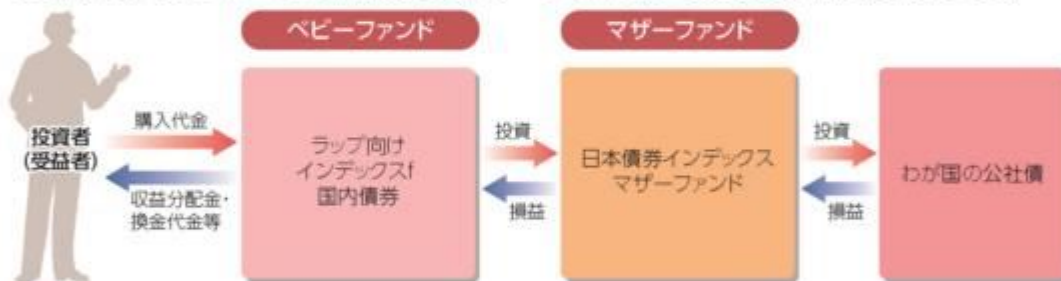 ベビーファンド
マザーファンド
投資者
(受益者)
購入代金
収益分配金・
換金代金等
ラップ向け
インデックスf
国内債券
投資
損益
日本債券インデックス
マザーファンド
投資
損益
わが国の公社債